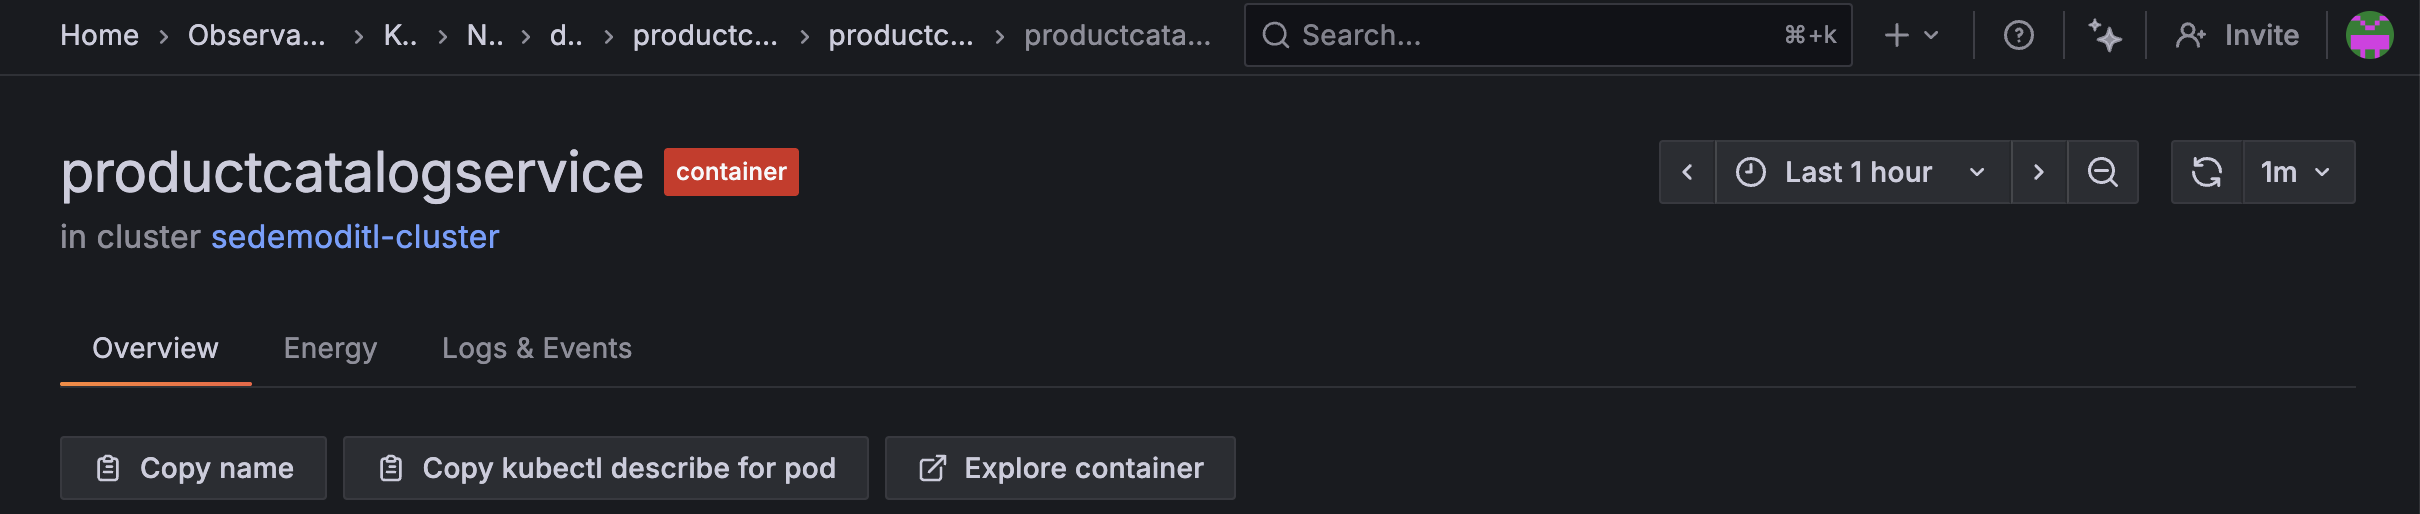 Home > Observa... > K.. > N.. > d.. > productc... > productc... > productcata... Search... ⌘+k Invite
productcatalogservice container
Last 1 hour 1m
in cluster sedemoditl-cluster
Overview Energy Logs & Events
Copy name Copy kubectl describe for pod Explore container